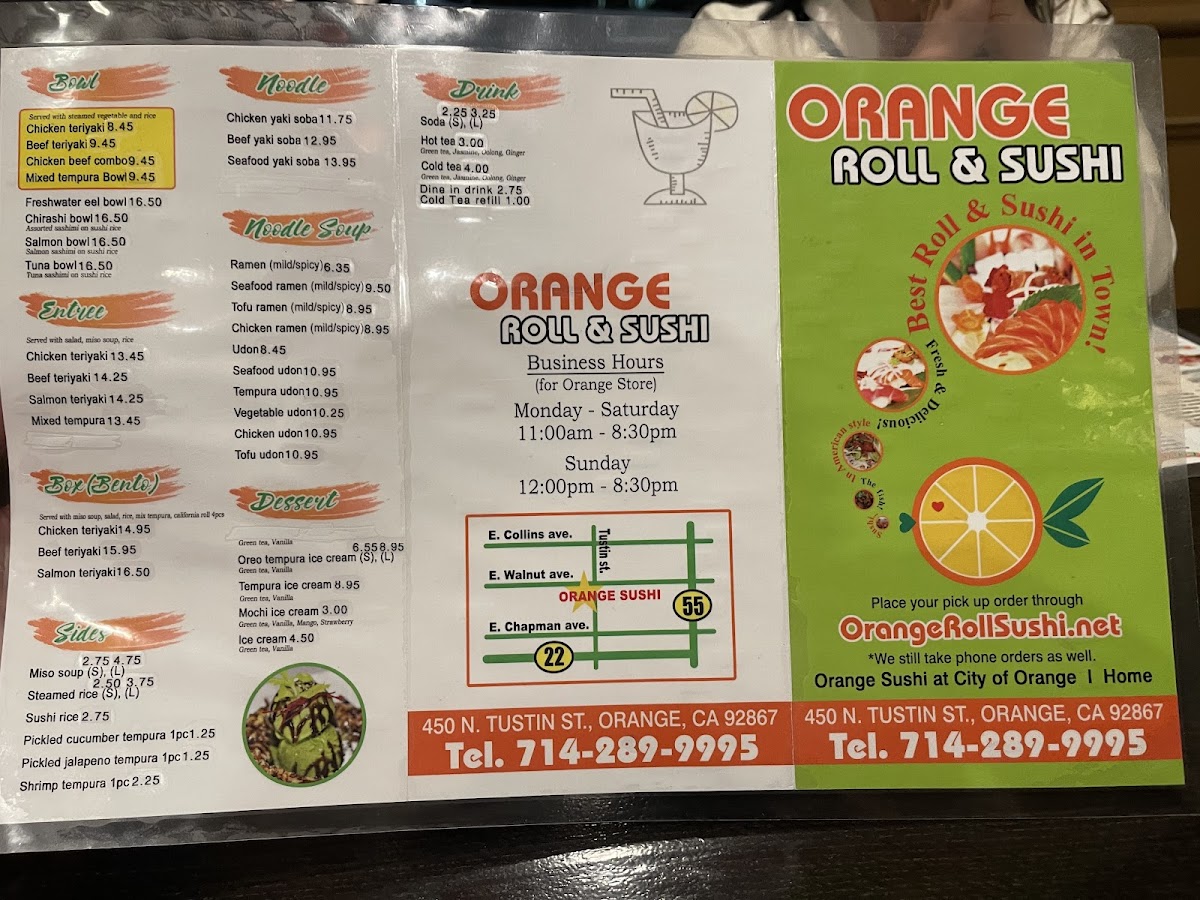 Bowl
Served with steamed vegetable and rice
Chicken teriyaki 8.45
Beef teriyaki 9.45
Chicken beef combo 9.45
Mixed tempura Bowl 9.45
Freshwater eel bowl 16.50
Chirashi bowl 16.50
Assorted sashimi on sushi rice
Salmon bowl 16.50
Salmon sashimi on sushi rice
Tuna bowl 16.50
Tuna sashimi on sushi rice
Entree
Served with salad, miso soup, rice
Chicken teriyaki 13.45
Beef teriyaki 14.25
Salmon teriyaki 14.25
Mixed tempura 13.45
Box (Bento)
Served with miso soup, salad, rice, mix tempura, california roll 4pcs
Chicken teriyaki 14.95
Beef teriyaki 15.95
Salmon teriyaki 16.50
Sides
2.75 4.75
Miso soup (S), (L)
2.50 3.75
Steamed rice (S), (L)
Sushi rice 2.75
Pickled cucumber tempura 1pc 1.25
Pickled jalapeno tempura 1pc 1.25
Shrimp tempura 1pc 2.25
Noodle
Chicken yaki soba 11.75
Beef yaki soba 12.95
Seafood yaki soba 13.95
Noodle Soup
Ramen (mild/spicy) 6.35
Seafood ramen (mild/spicy) 9.50
Tofu ramen (mild/spicy) 8.95
Chicken ramen (mild/spicy) 8.95
Udon 8.45
Seafood udon 10.95
Tempura udon 10.95
Vegetable udon 10.25
Chicken udon 10.95
Tofu udon 10.95
Dessert
Green tea, Vanilla
6.55 8.95
Oreo tempura ice cream (S), (L)
Green tea, Vanilla
Tempura ice cream 8.95
Green tea, Vanilla
Mochi ice cream 3.00
Green tea, Vanilla, Mango, Strawberry
Ice cream 4.50
Green tea, Vanilla
Drink
2.25 3.25
Soda (S), (L)
Hot tea 3.00
Green tea, Jasmine, Oolong, Ginger
Cold tea 4.00
Green tea, Jasmine, Oolong, Ginger
Dine in drink 2.75
Cold Tea refill 1.00
ORANGE
ROLL & SUSHI
Business Hours
(for Orange Store)
Monday - Saturday
11:00am - 8:30pm
Sunday
12:00pm - 8:30pm
E. Collins ave.
Tustin st.
E. Walnut ave.
ORANGE SUSHI
55
E. Chapman ave.
22
450 N. TUSTIN ST., ORANGE, CA 92867
Tel. 714-289-9995
ORANGE
ROLL & SUSHI
Best Roll & Sushi in Town!
Fresh & Delicious!
In American style
Place your pick up order through
OrangeRollSushi.net
*We still take phone orders as well.
Orange Sushi at City of Orange I Home
450 N. TUSTIN ST., ORANGE, CA 92867
Tel. 714-289-9995